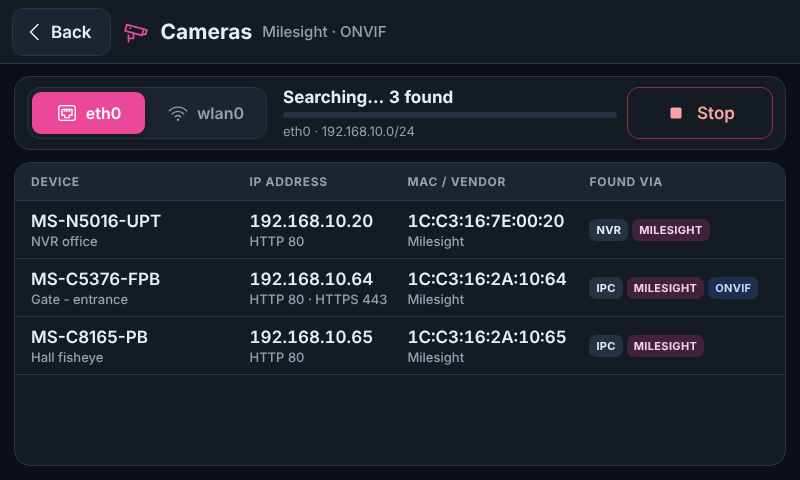 Back
Cameras Milesight · ONVIF
eth0 wlan0
Searching... 3 found
eth0 · 192.168.10.0/24
Stop
DEVICE IP ADDRESS MAC / VENDOR FOUND VIA
MS-N5016-UPT 192.168.10.20 1C:C3:16:7E:00:20
NVR office HTTP 80 Milesight
NVR MILESIGHT
MS-C5376-FPB 192.168.10.64 1C:C3:16:2A:10:64
Gate - entrance HTTP 80 · HTTPS 443 Milesight
IPC MILESIGHT ONVIF
MS-C8165-PB 192.168.10.65 1C:C3:16:2A:10:65
Hall fisheye HTTP 80 Milesight
IPC MILESIGHT